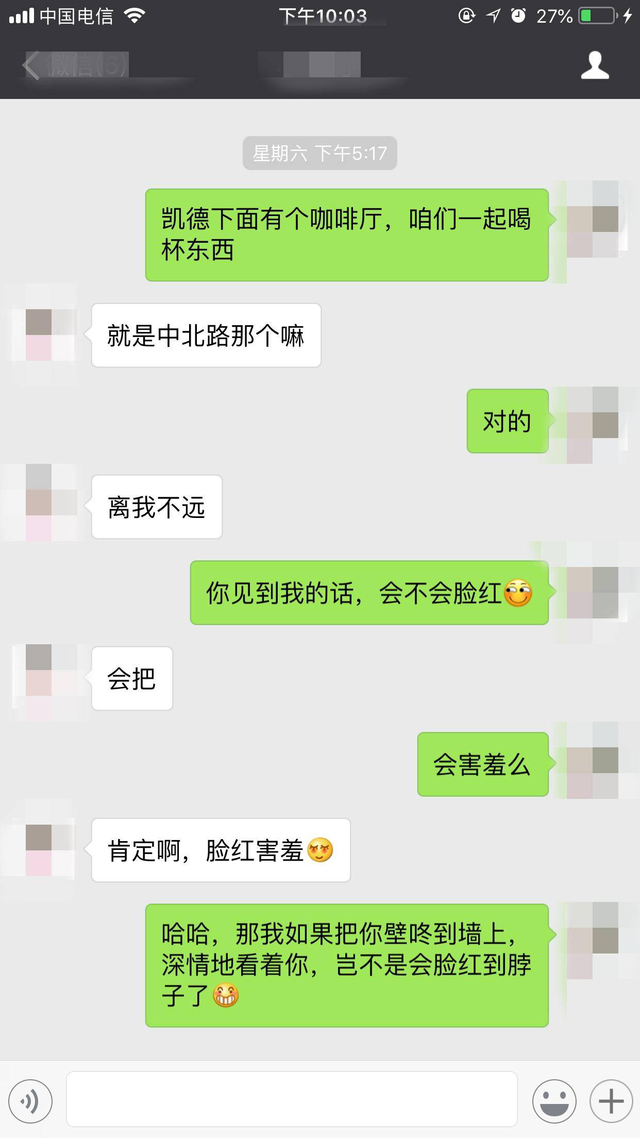 中国电信
下午10:03
27%
微信(6)
星期六 下午5:17
凯德下面有个咖啡厅，咱们一起喝
杯东西
就是中北路那个嘛
对的
离我不远
你见到我的话，会不会脸红
会把
会害羞么
肯定啊，脸红害羞
哈哈，那我如果把你壁咚到墙上，
深情地看着你，岂不是会脸红到脖
子了